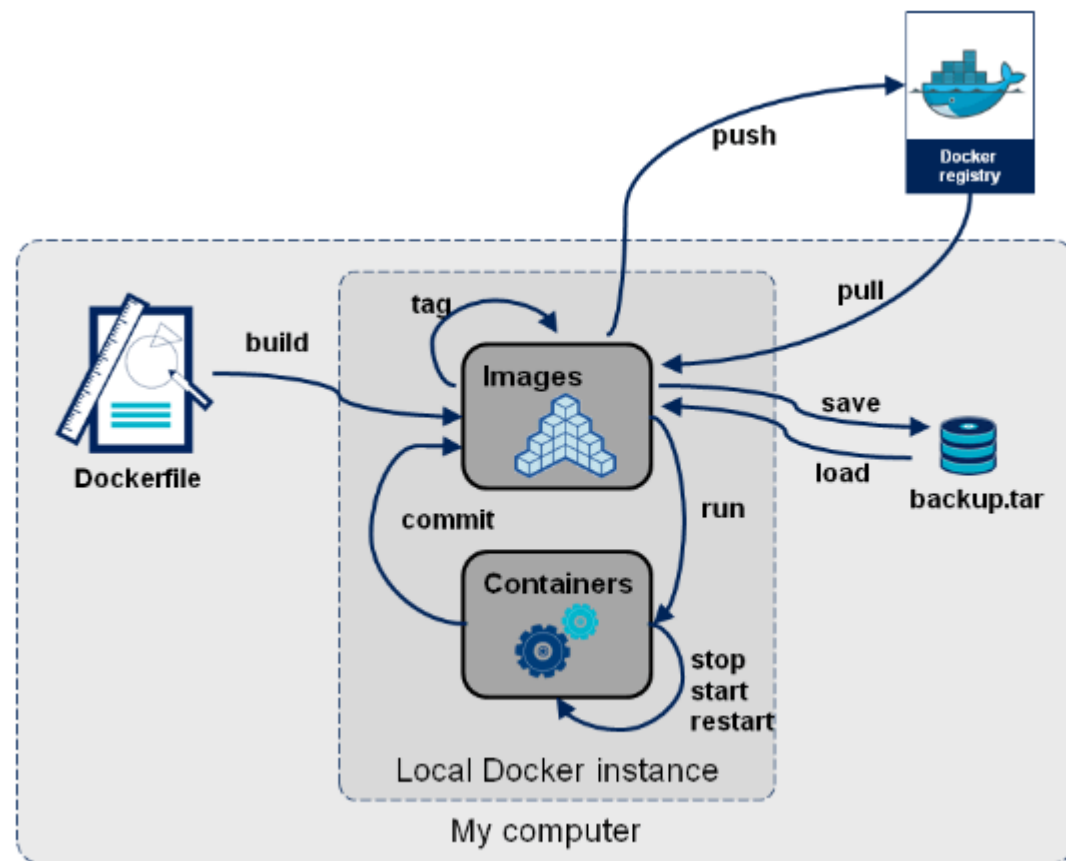 push
Docker
registry
pull
tag
build
Images
save
Dockerfile
load
backup.tar
commit
run
Containers
stop
start
restart
Local Docker instance
My computer